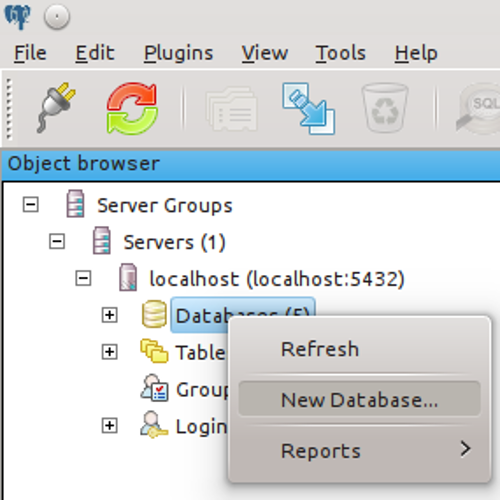 File Edit Plugins View Tools Help
SQL
Object browser
Server Groups
Servers (1)
localhost (localhost:5432)
Databases (5)
Refresh
Table
New Database...
Group
Login
Reports